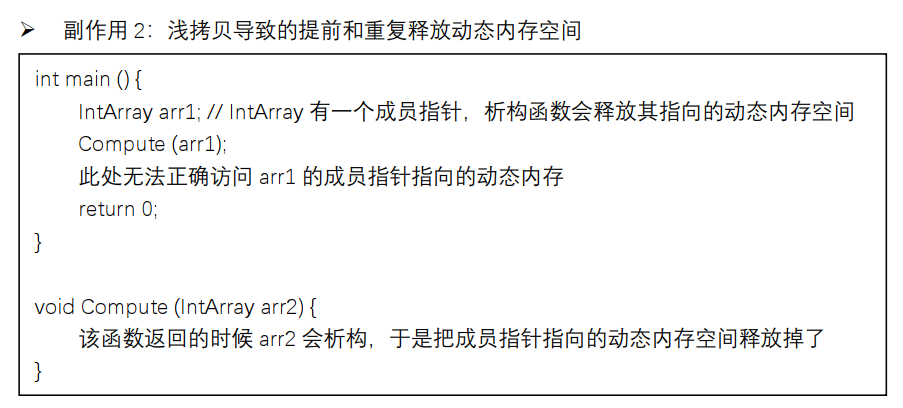 ➢ 副作用 2：浅拷贝导致的提前和重复释放动态内存空间
int main () {
IntArray arr1; // IntArray 有一个成员指针，析构函数会释放其指向的动态内存空间
Compute (arr1);
此处无法正确访问 arr1 的成员指针指向的动态内存
return 0;
}
void Compute (IntArray arr2) {
该函数返回的时候 arr2 会析构，于是把成员指针指向的动态内存空间释放掉了
}